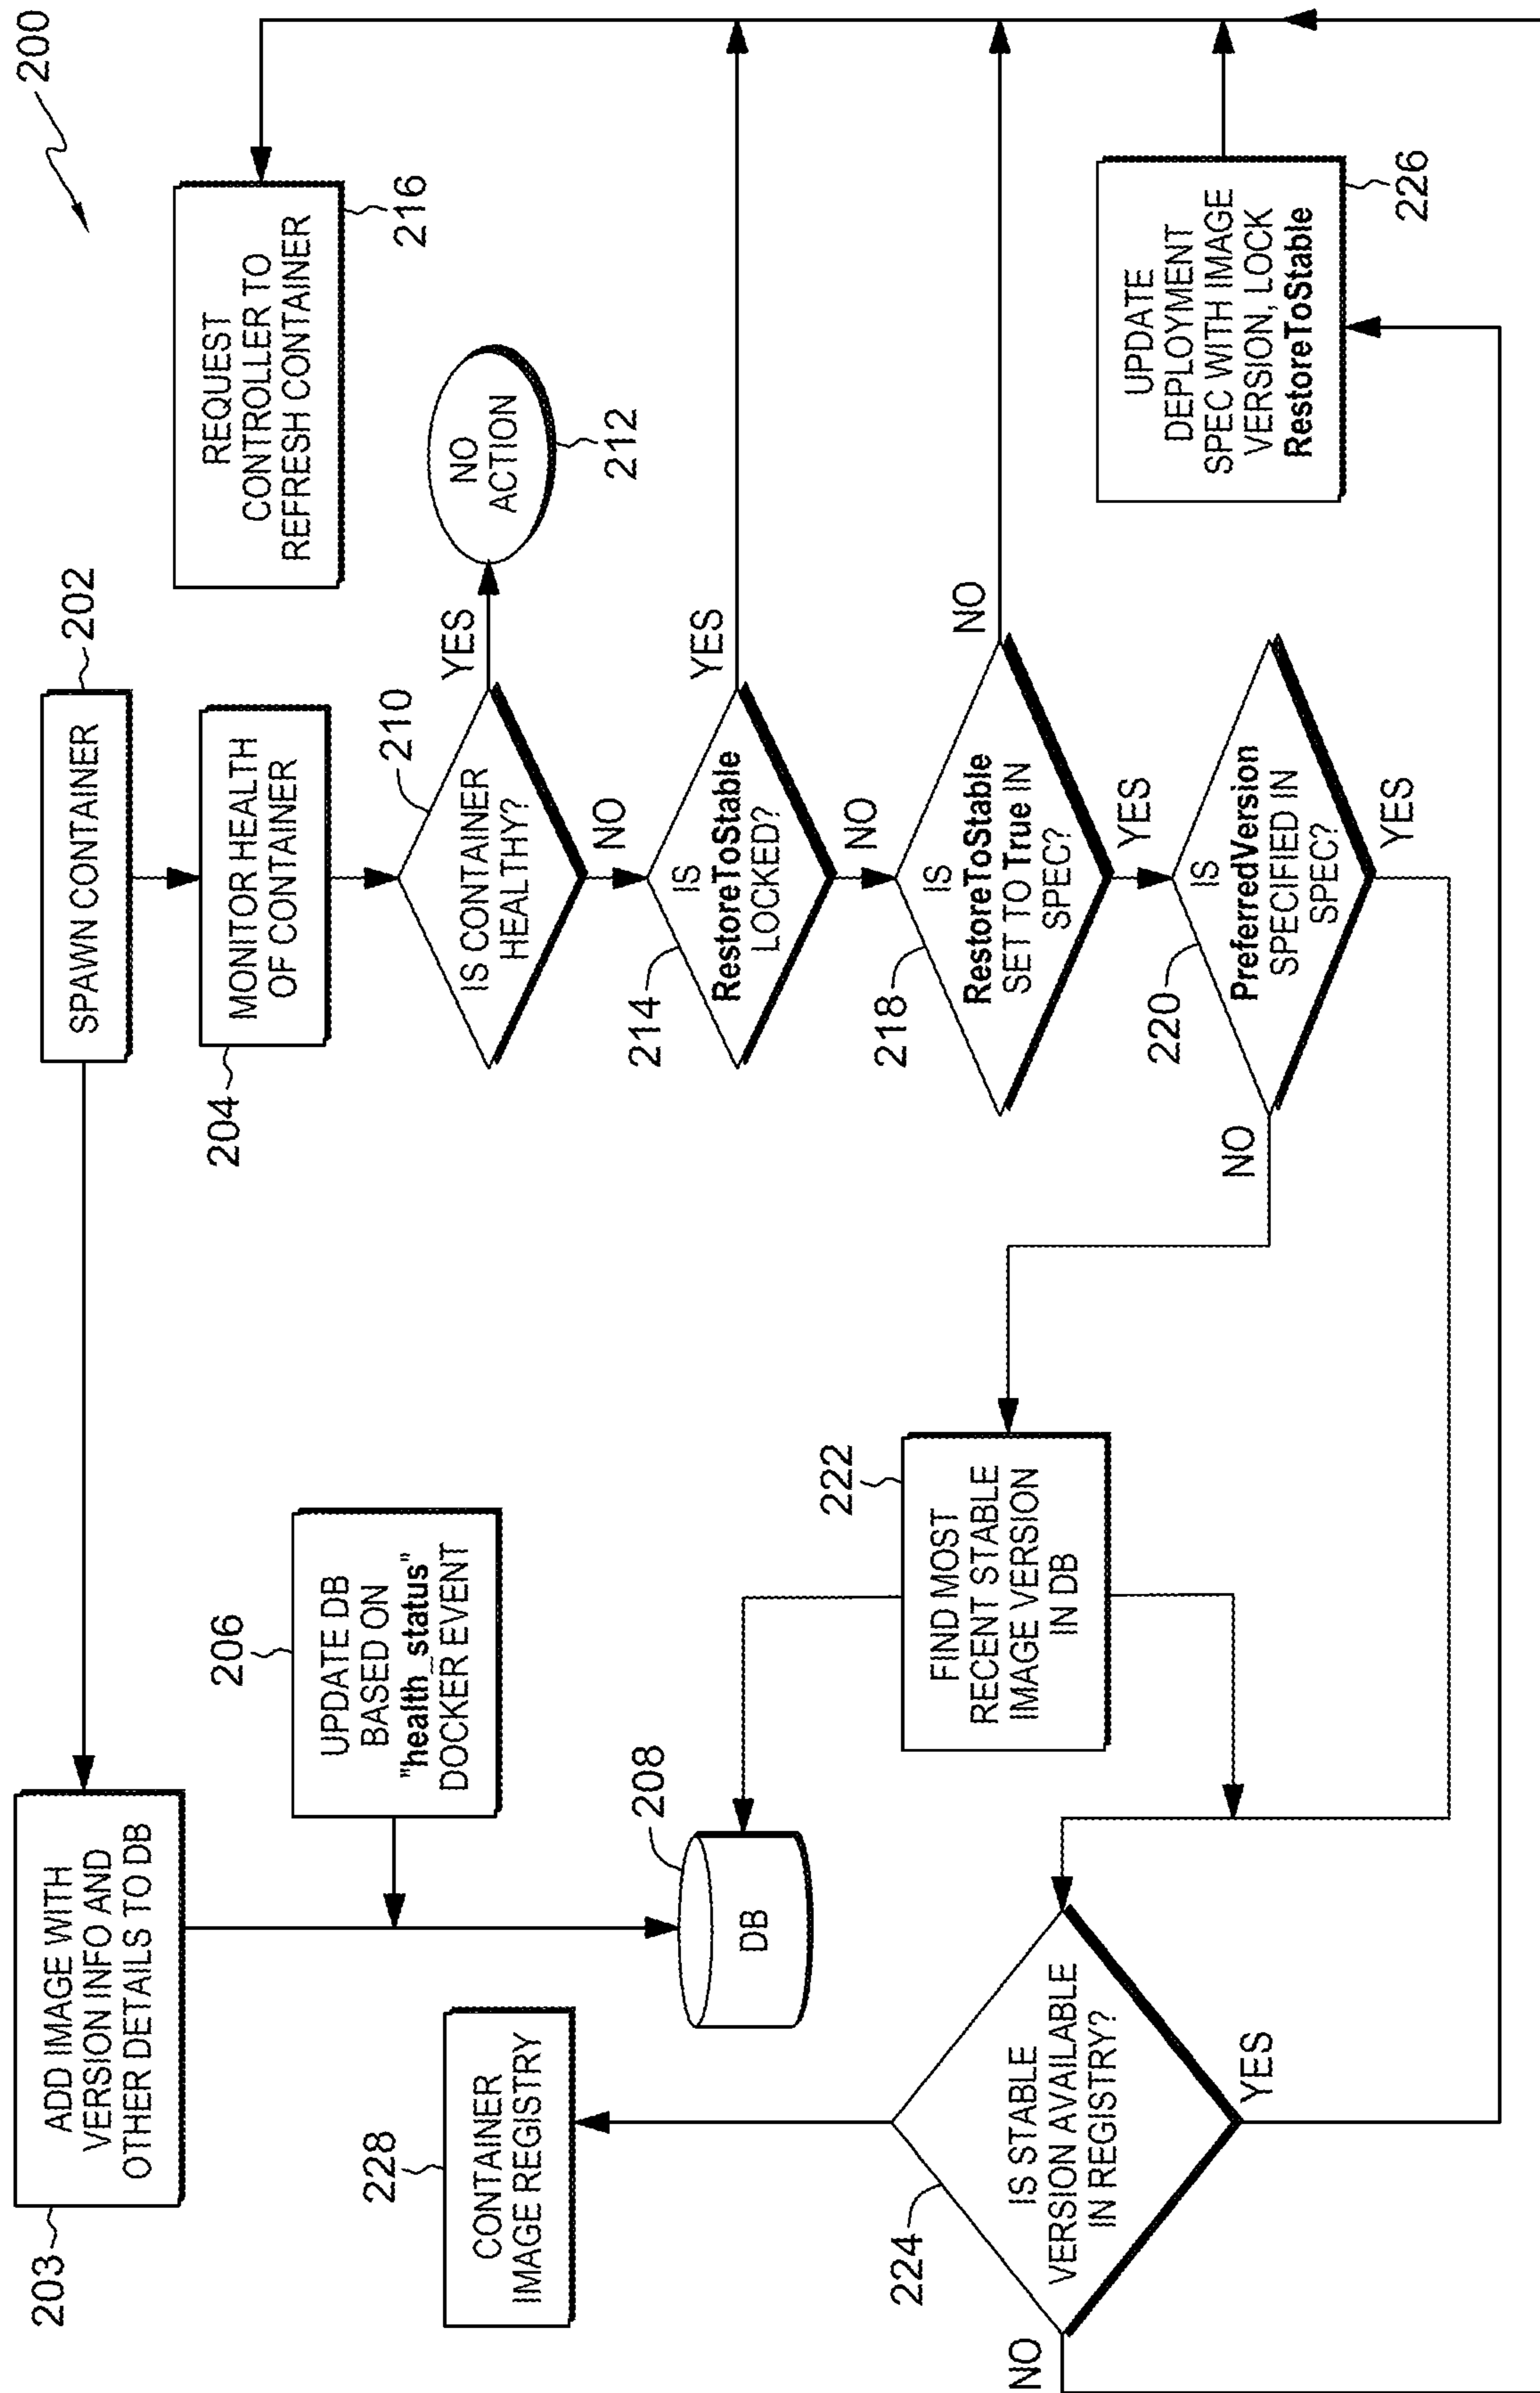 200
ADD IMAGE WITH
VERSION INFO AND
OTHER DETAILS TO DB
203
SPAWN CONTAINER
202
REQUEST
CONTROLLER TO
REFRESH CONTAINER
216
UPDATE DB
BASED ON
"health_status"
DOCKER EVENT
206
MONITOR HEALTH
OF CONTAINER
204
CONTAINER
IMAGE REGISTRY
228
DB
208
IS CONTAINER
HEALTHY?
210
YES
NO
ACTION
212
NO
IS
RestoreToStable
LOCKED?
214
YES
NO
IS
RestoreToStable
SET TO True IN
SPEC?
218
NO
YES
FIND MOST
RECENT STABLE
IMAGE VERSION
IN DB
222
IS
PreferredVersion
SPECIFIED IN
SPEC?
220
NO
YES
IS STABLE
VERSION AVAILABLE
IN REGISTRY?
224
NO
YES
UPDATE
DEPLOYMENT
SPEC WITH IMAGE
VERSION, LOCK
RestoreToStable
226